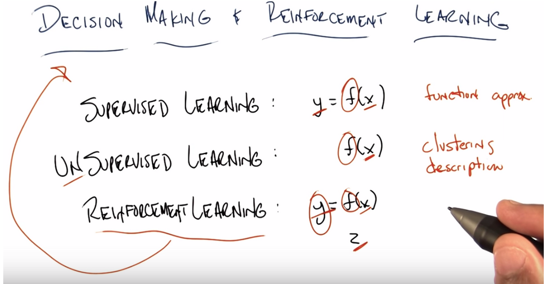 DECISION MAKING & REINFORCEMENT LEARNING
SUPERVISED LEARNING : y = f(x) function approx
UNSUPERVISED LEARNING : f(x) clustering description
REINFORCEMENT LEARNING : y = f(x)
z